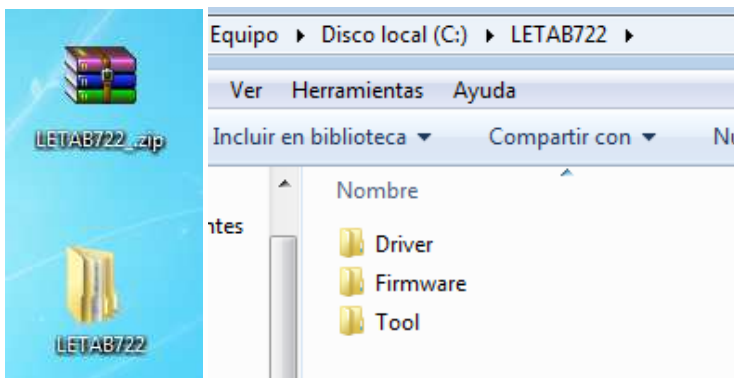 LETAB722_.zip
LETAB722
Equipo ▸ Disco local (C:) ▸ LETAB722 ▸
Ver Herramientas Ayuda
Incluir en biblioteca ▾ Compartir con ▾ Nu
Nombre
ntes
Driver
Firmware
Tool